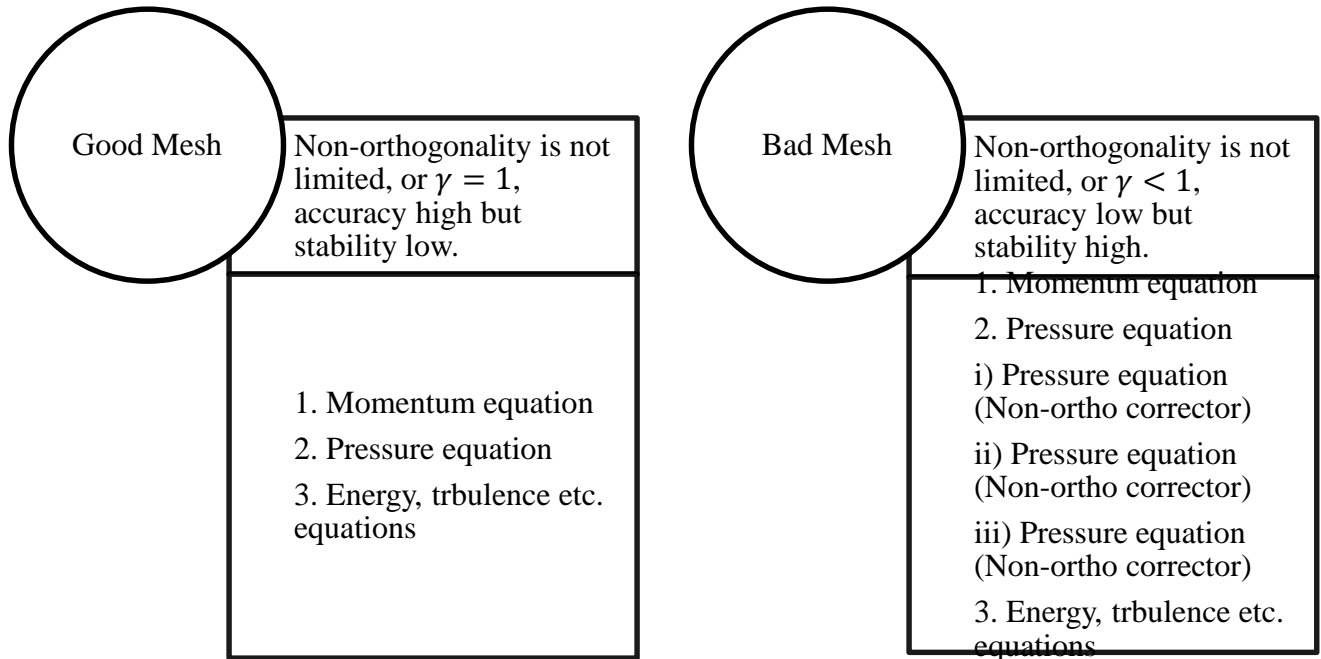 Good Mesh
Non-orthogonality is not
limited, or γ = 1,
accuracy high but
stability low.
1. Momentum equation
2. Pressure equation
3. Energy, trbulence etc.
equations
Bad Mesh
Non-orthogonality is not
limited, or γ < 1,
accuracy low but
stability high.
1. Momentm equation
2. Pressure equation
i) Pressure equation
(Non-ortho corrector)
ii) Pressure equation
(Non-ortho corrector)
iii) Pressure equation
(Non-ortho corrector)
3. Energy, trbulence etc.
equations